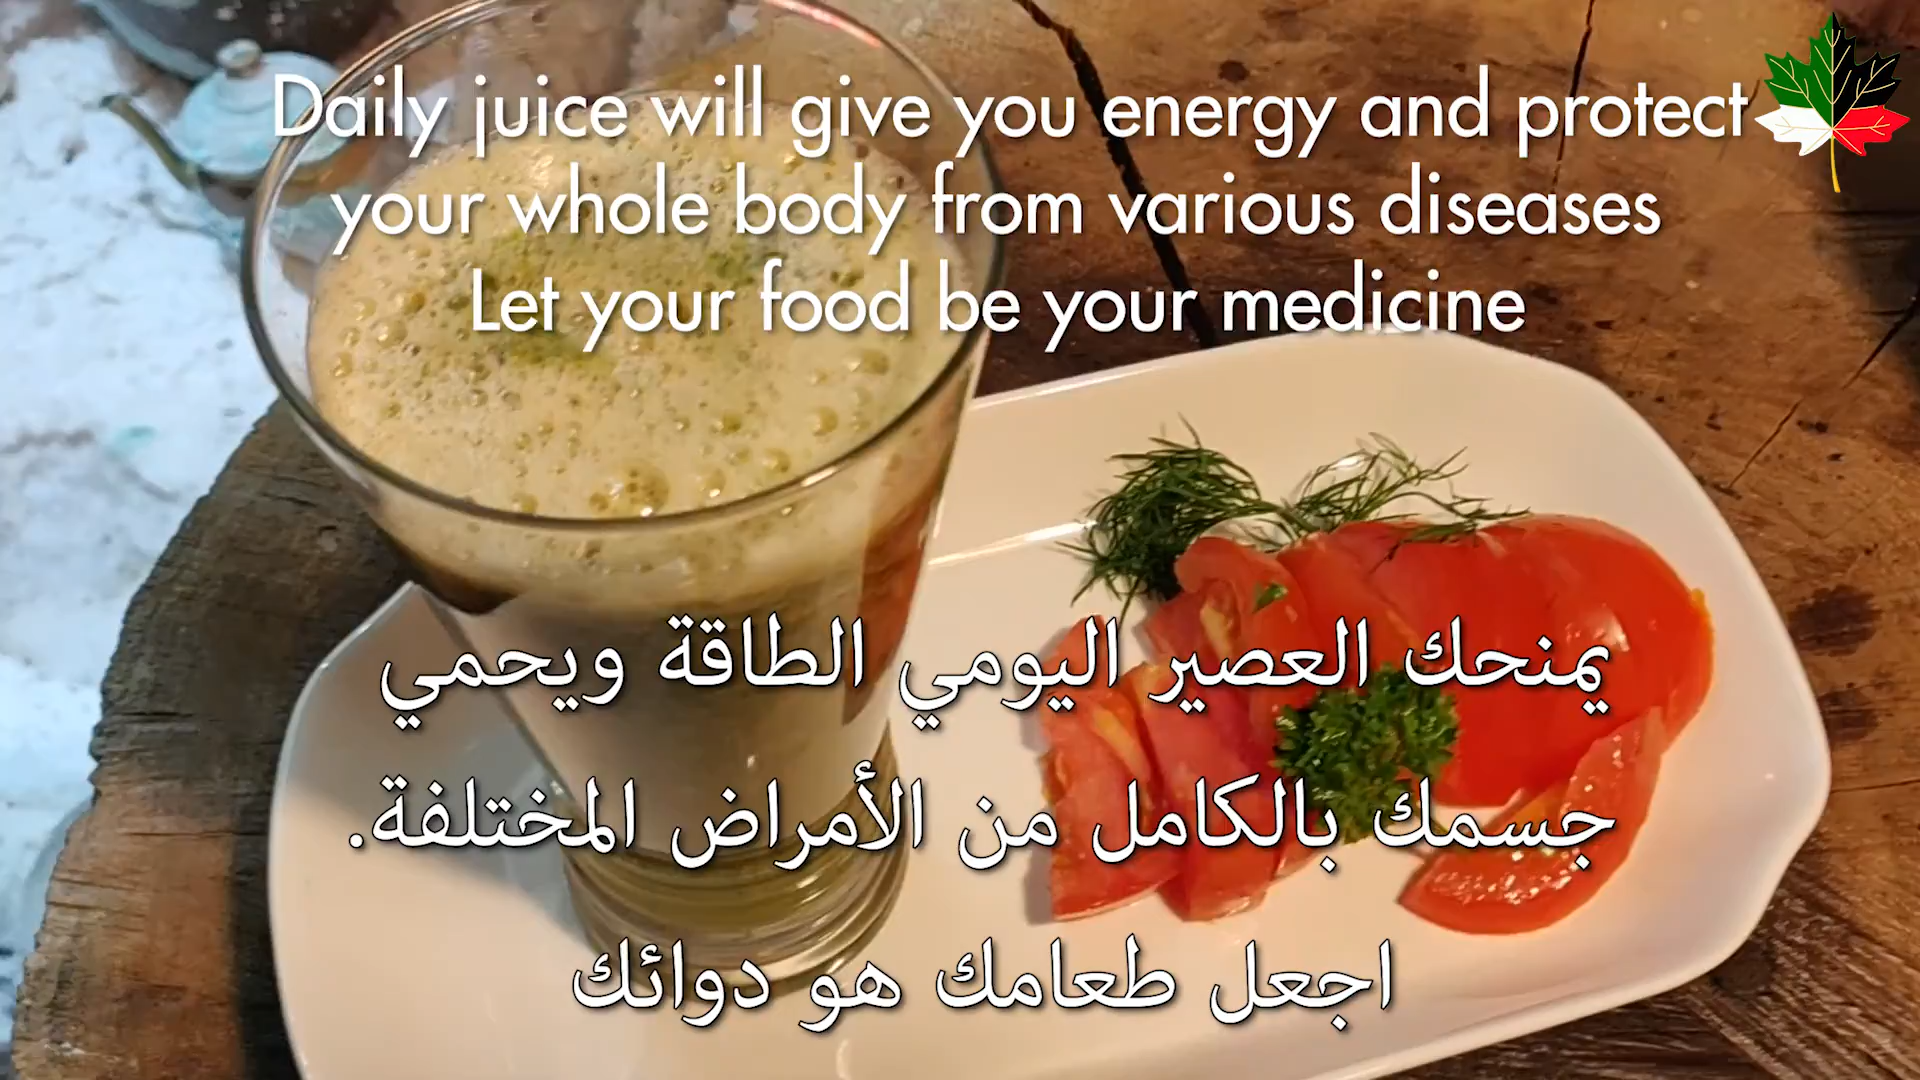 Daily juice will give you energy and protect
your whole body from various diseases
Let your food be your medicine
يمنحك العصير اليومي الطاقة ويحمي
جسمك بالكامل من الأمراض المختلفة.
اجعل طعامك هو دوائك